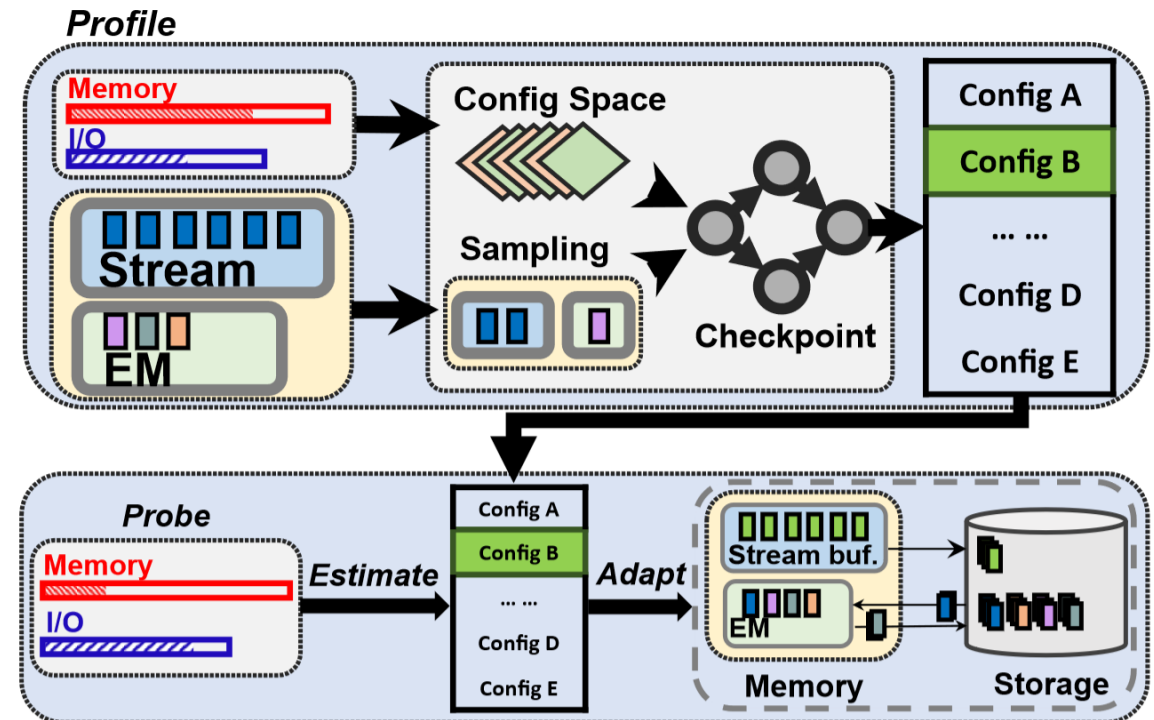 Profile
Memory
I/O
Stream
EM
Config Space
Sampling
Checkpoint
Config A
Config B
... ...
Config D
Config E
Probe
Memory
I/O
Estimate
Config A
Config B
... ...
Config D
Config E
Adapt
Stream buf.
EM
Memory
Storage